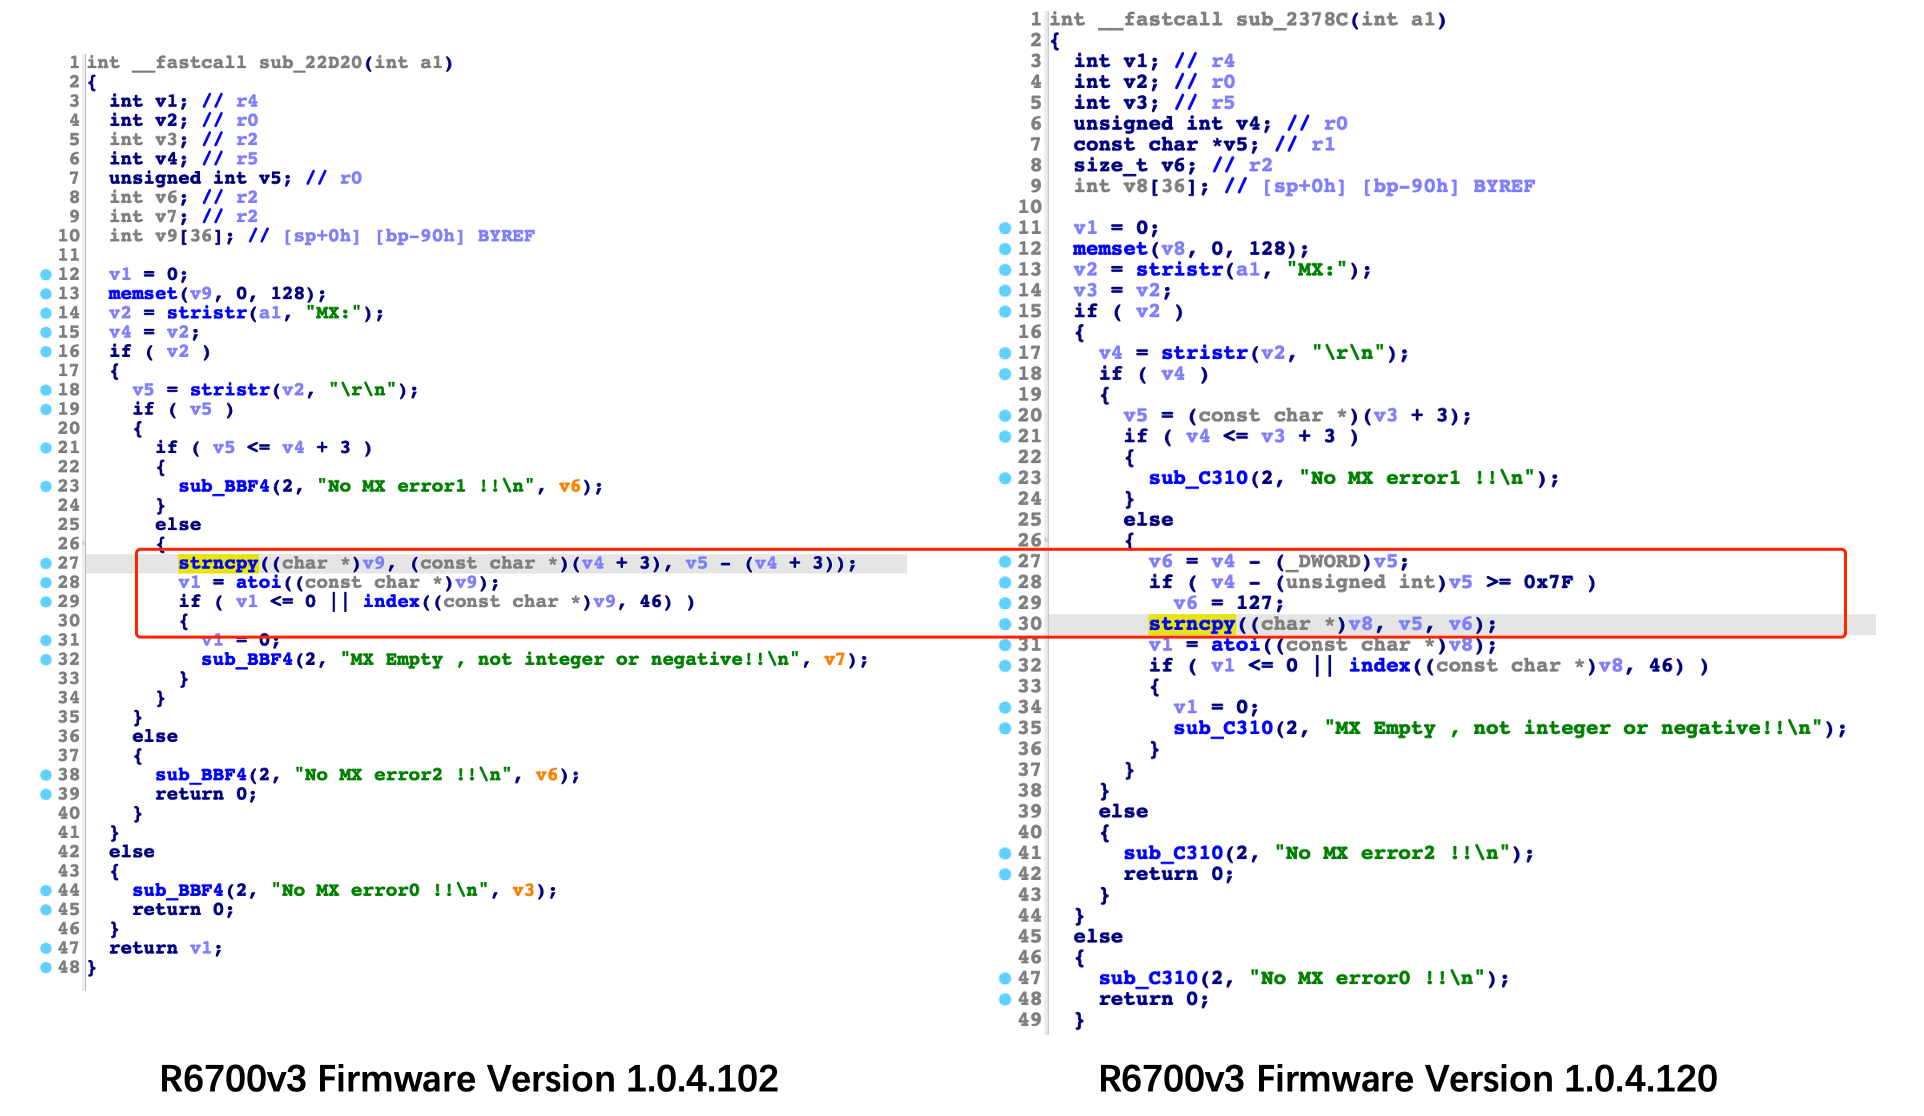 1 int __fastcall sub_22D20(int a1)
2 {
3 int v1; // r4
4 int v2; // r0
5 int v3; // r2
6 int v4; // r5
7 unsigned int v5; // r0
8 int v6; // r2
9 int v7; // r2
10 int v9[36]; // [sp+0h] [bp-90h] BYREF
11
12 v1 = 0;
13 memset(v9, 0, 128);
14 v2 = stristr(a1, "MX:");
15 v4 = v2;
16 if ( v2 )
17 {
18 v5 = stristr(v2, "\r\n");
19 if ( v5 )
20 {
21 if ( v5 <= v4 + 3 )
22 {
23 sub_BBF4(2, "No MX error1 !!\n", v6);
24 }
25 else
26 {
27 strncpy((char *)v9, (const char *)(v4 + 3), v5 - (v4 + 3));
28 v1 = atoi((const char *)v9);
29 if ( v1 <= 0 || index((const char *)v9, 46) )
30 {
31 v1 = 0;
32 sub_BBF4(2, "MX Empty , not integer or negative!!\n", v7);
33 }
34 }
35 }
36 else
37 {
38 sub_BBF4(2, "No MX error2 !!\n", v6);
39 return 0;
40 }
41 }
42 else
43 {
44 sub_BBF4(2, "No MX error0 !!\n", v3);
45 return 0;
46 }
47 return v1;
48 }
R6700v3 Firmware Version 1.0.4.102
1 int __fastcall sub_2378C(int a1)
2 {
3 int v1; // r4
4 int v2; // r0
5 int v3; // r5
6 unsigned int v4; // r0
7 const char *v5; // r1
8 size_t v6; // r2
9 int v8[36]; // [sp+0h] [bp-90h] BYREF
10
11 v1 = 0;
12 memset(v8, 0, 128);
13 v2 = stristr(a1, "MX:");
14 v3 = v2;
15 if ( v2 )
16 {
17 v4 = stristr(v2, "\r\n");
18 if ( v4 )
19 {
20 v5 = (const char *)(v3 + 3);
21 if ( v4 <= v3 + 3 )
22 {
23 sub_C310(2, "No MX error1 !!\n");
24 }
25 else
26 {
27 v6 = v4 - (_DWORD)v5;
28 if ( v4 - (unsigned int)v5 >= 0x7F )
29 v6 = 127;
30 strncpy((char *)v8, v5, v6);
31 v1 = atoi((const char *)v8);
32 if ( v1 <= 0 || index((const char *)v8, 46) )
33 {
34 v1 = 0;
35 sub_C310(2, "MX Empty , not integer or negative!!\n");
36 }
37 }
38 }
39 else
40 {
41 sub_C310(2, "No MX error2 !!\n");
42 return 0;
43 }
44 }
45 else
46 {
47 sub_C310(2, "No MX error0 !!\n");
48 return 0;
49 }
R6700v3 Firmware Version 1.0.4.120